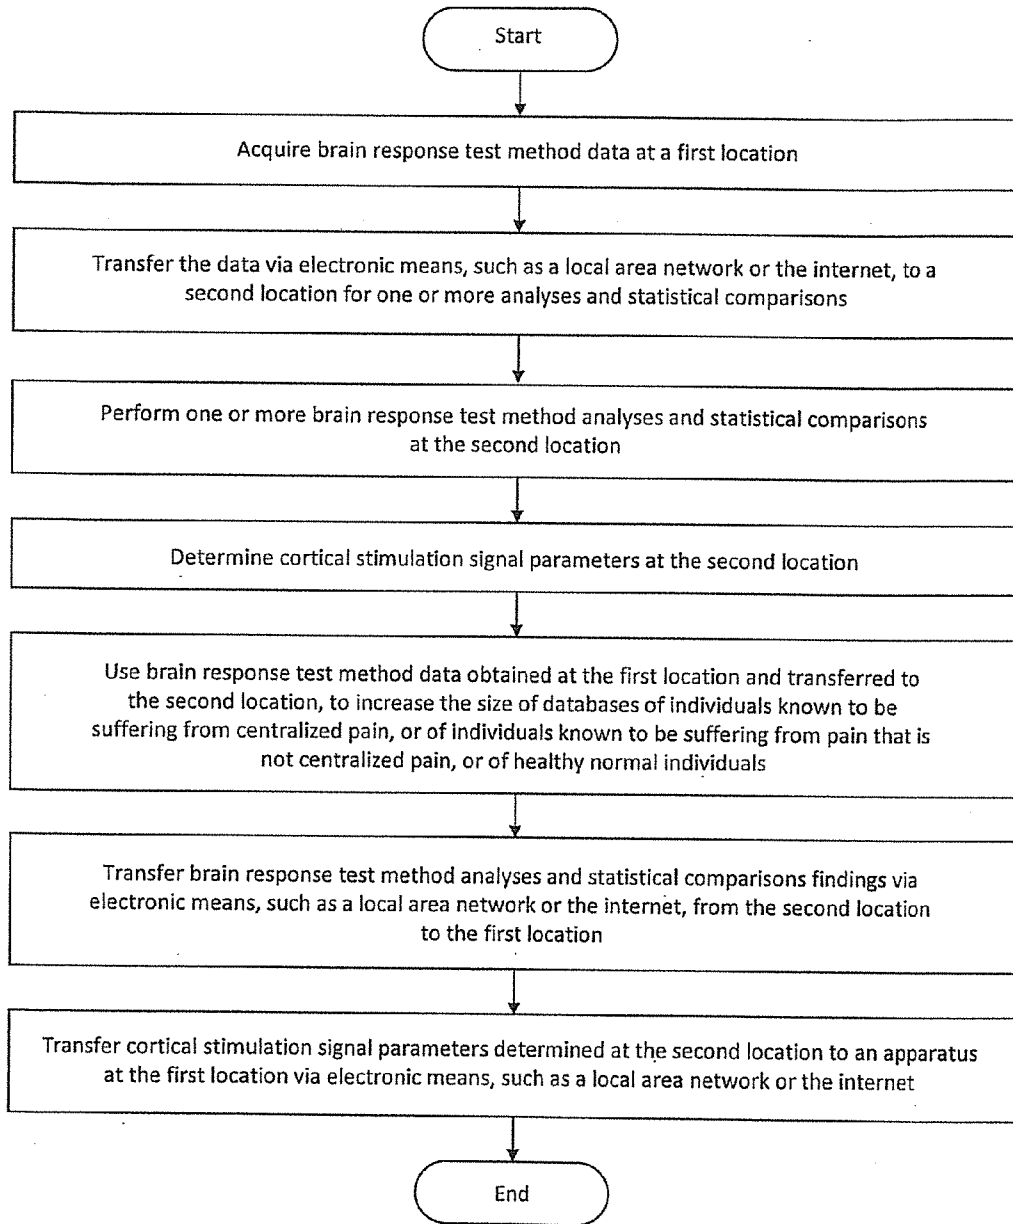 Start
Acquire brain response test method data at a first location
Transfer the data via electronic means, such as a local area network or the internet, to a
second location for one or more analyses and statistical comparisons
Perform one or more brain response test method analyses and statistical comparisons
at the second location
Determine cortical stimulation signal parameters at the second location
Use brain response test method data obtained at the first location and transferred to
the second location, to increase the size of databases of individuals known to be
suffering from centralized pain, or of individuals known to be suffering from pain that is
not centralized pain, or of healthy normal individuals
Transfer brain response test method analyses and statistical comparisons findings via
electronic means, such as a local area network or the internet, from the second location
to the first location
Transfer cortical stimulation signal parameters determined at the second location to an apparatus
at the first location via electronic means, such as a local area network or the internet
End